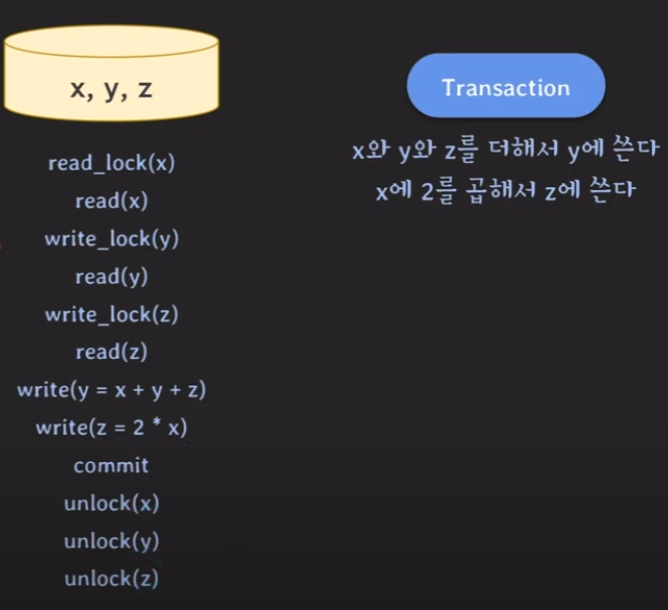 x, y, z
Transaction
x와 y와 z를 더해서 y에 쓴다
x에 2를 곱해서 z에 쓴다
read_lock(x)
read(x)
write_lock(y)
read(y)
write_lock(z)
read(z)
write(y = x + y + z)
write(z = 2 * x)
commit
unlock(x)
unlock(y)
unlock(z)